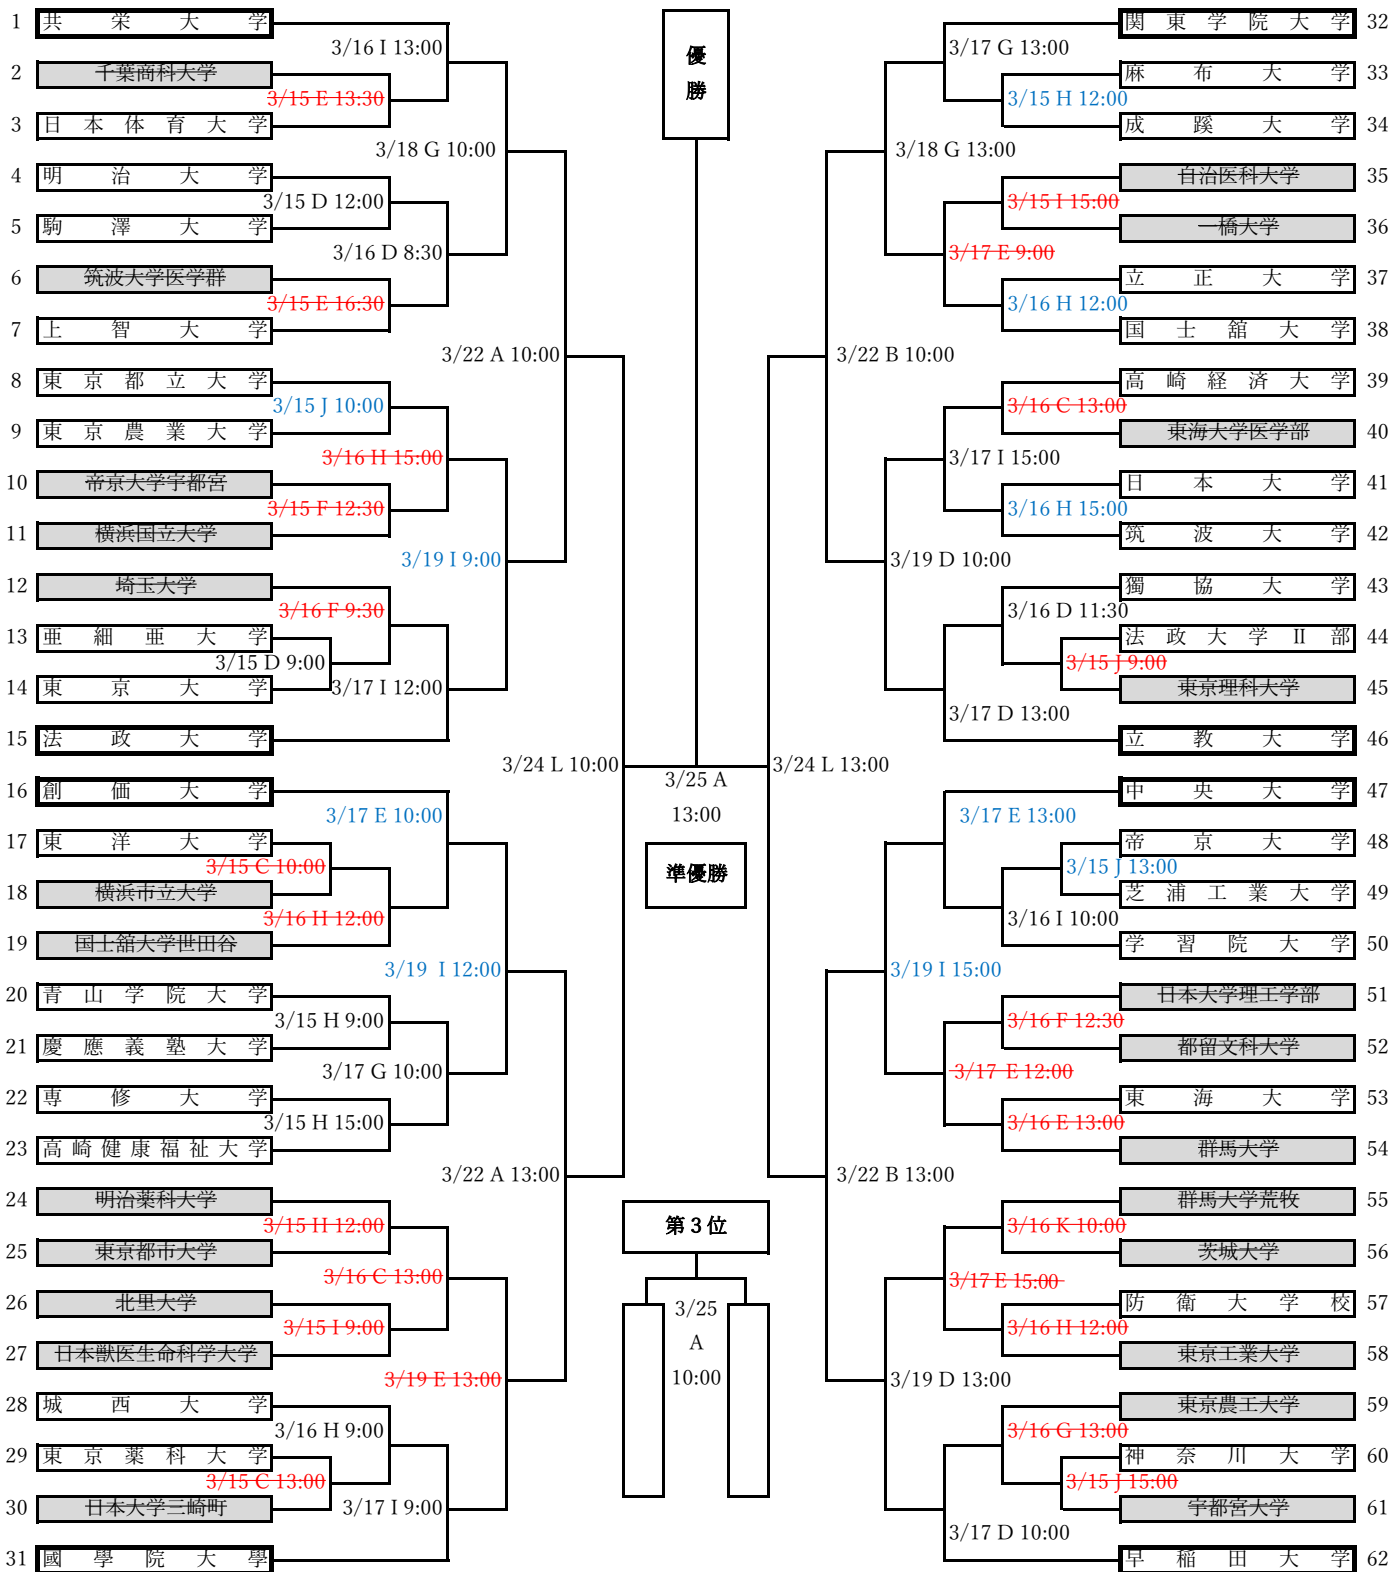 1 共栄大学
3/16 I 13:00
2 千葉商科大学
3/15 E 13:30
3 日本体育大学
3/18 G 10:00
4 明治大学
3/15 D 12:00
5 駒澤大学
3/16 D 8:30
6 筑波大学医学群
3/15 E 16:30
7 上智大学
3/22 A 10:00
8 東京都立大学
3/15 J 10:00
9 東京農業大学
3/16 H 15:00
10 帝京大学宇都宮
3/15 F 12:30
11 横浜国立大学
3/19 I 9:00
12 埼玉大学
3/16 F 9:30
13 亜細亜大学
3/15 D 9:00
14 東京大学
3/17 I 12:00
15 法政大学
3/24 L 10:00
16 創価大学
3/17 E 10:00
17 東洋大学
3/15 C 10:00
18 横浜市立大学
3/16 H 12:00
19 国士舘大学世田谷
3/19 I 12:00
20 青山学院大学
3/15 H 9:00
21 慶應義塾大学
3/17 G 10:00
22 専修大学
3/15 H 15:00
23 高崎健康福祉大学
3/22 A 13:00
24 明治薬科大学
3/15 H 12:00
25 東京都市大学
3/16 C 13:00
26 北里大学
3/15 I 9:00
27 日本獣医生命科学大学
3/19 E 13:00
28 城西大学
3/16 H 9:00
29 東京薬科大学
3/15 C 13:00
30 日本大学三崎町
3/17 I 9:00
31 國學院大學
優
勝
3/25 A
13:00
準優勝
第3位
3/25
A
10:00
関東学院大学 32
3/17 G 13:00
麻布大学 33
3/15 H 12:00
成蹊大学 34
3/18 G 13:00
自治医科大学 35
3/15 I 15:00
一橋大学 36
3/17 E 9:00
立正大学 37
3/16 H 12:00
国士舘大学 38
3/22 B 10:00
高崎経済大学 39
3/16 C 13:00
東海大学医学部 40
3/17 I 15:00
日本大学 41
3/16 H 15:00
筑波大学 42
3/19 D 10:00
獨協大学 43
3/16 D 11:30
法政大学Ⅱ部 44
3/15 J 9:00
東京理科大学 45
3/17 D 13:00
立教大学 46
3/24 L 13:00
中央大学 47
3/17 E 13:00
帝京大学 48
3/15 J 13:00
芝浦工業大学 49
3/16 I 10:00
学習院大学 50
3/19 I 15:00
日本大学理工学部 51
3/16 F 12:30
都留文科大学 52
3/17 E 12:00
東海大学 53
3/16 E 13:00
群馬大学 54
3/22 B 13:00
群馬大学荒牧 55
3/16 K 10:00
茨城大学 56
3/17 E 15:00
防衛大学校 57
3/16 H 12:00
東京工業大学 58
3/19 D 13:00
東京農工大学 59
3/16 G 13:00
神奈川大学 60
3/15 J 15:00
宇都宮大学 61
3/17 D 10:00
早稲田大学 62